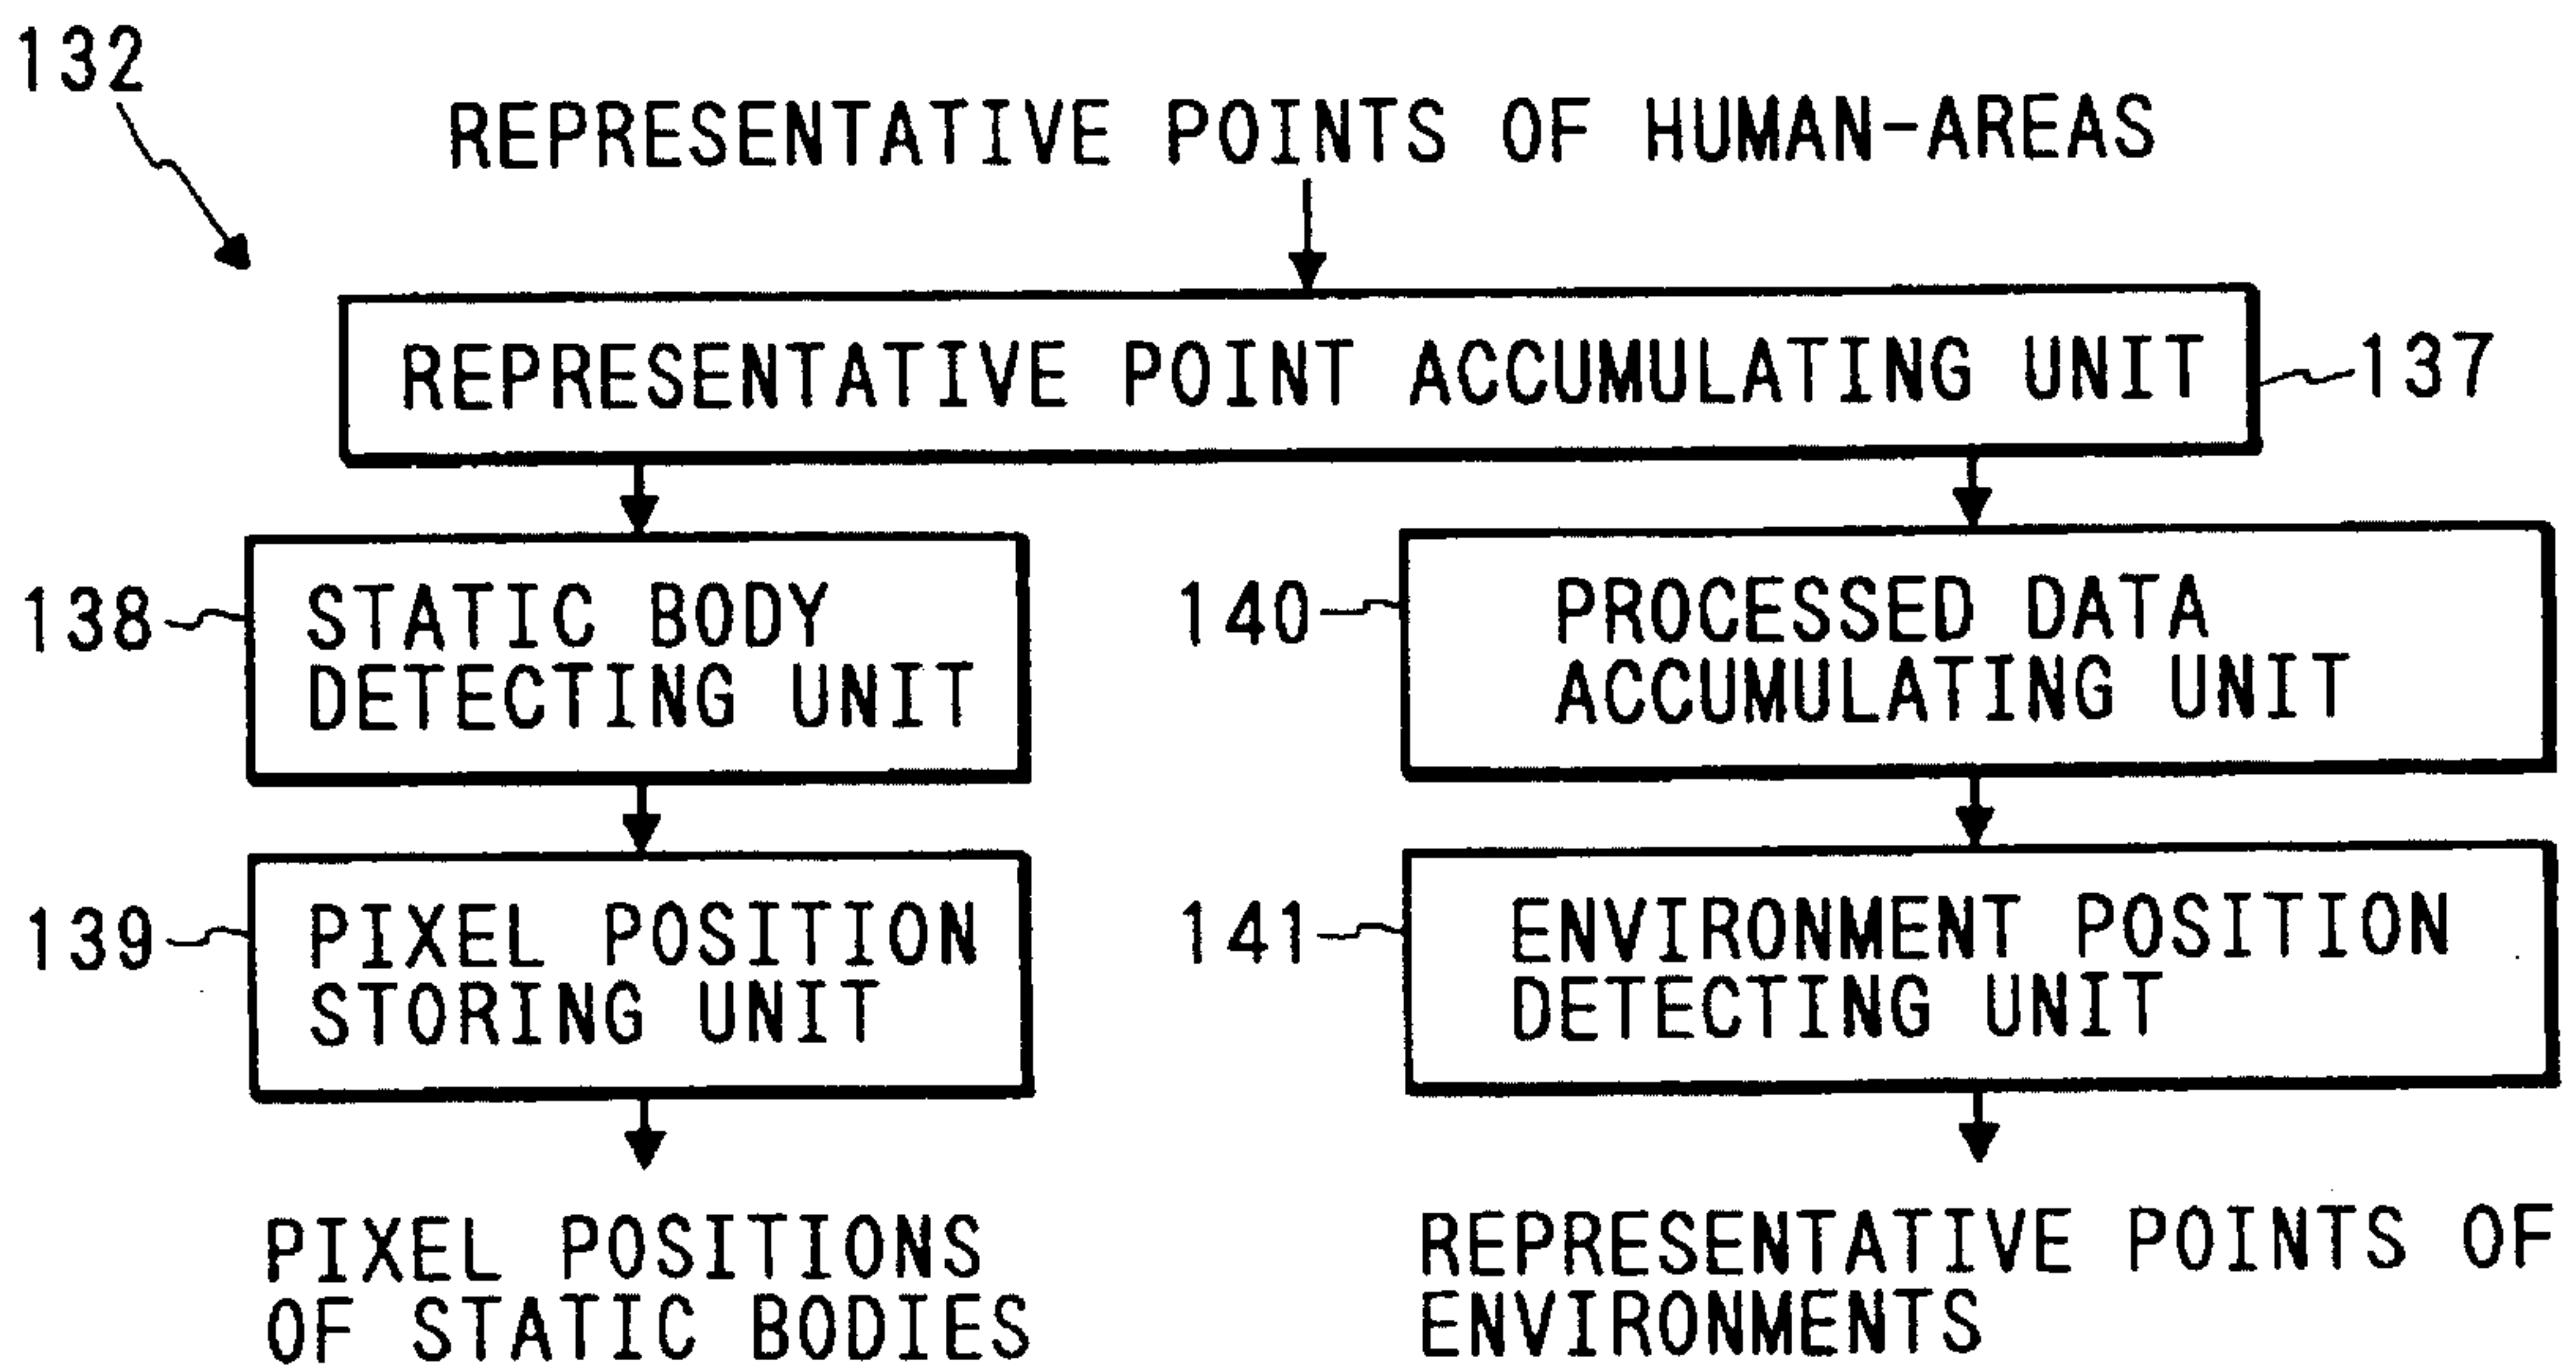 132
REPRESENTATIVE POINTS OF HUMAN-AREAS
REPRESENTATIVE POINT ACCUMULATING UNIT
137
138
STATIC BODY
DETECTING UNIT
140
PROCESSED DATA
ACCUMULATING UNIT
139
PIXEL POSITION
STORING UNIT
141
ENVIRONMENT POSITION
DETECTING UNIT
PIXEL POSITIONS
OF STATIC BODIES
REPRESENTATIVE POINTS OF
ENVIRONMENTS